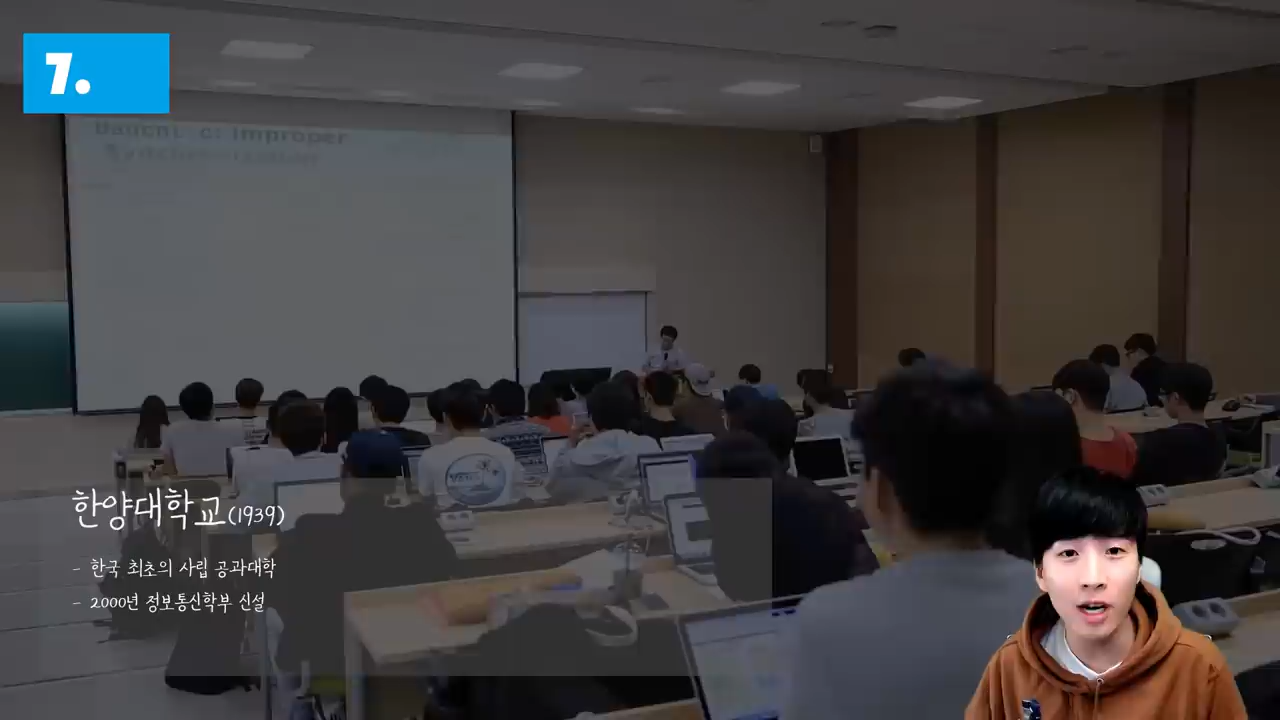 7.
한양대학교(1939)
- 한국 최초의 사립 공과대학
- 2000년 정보통신학부 신설